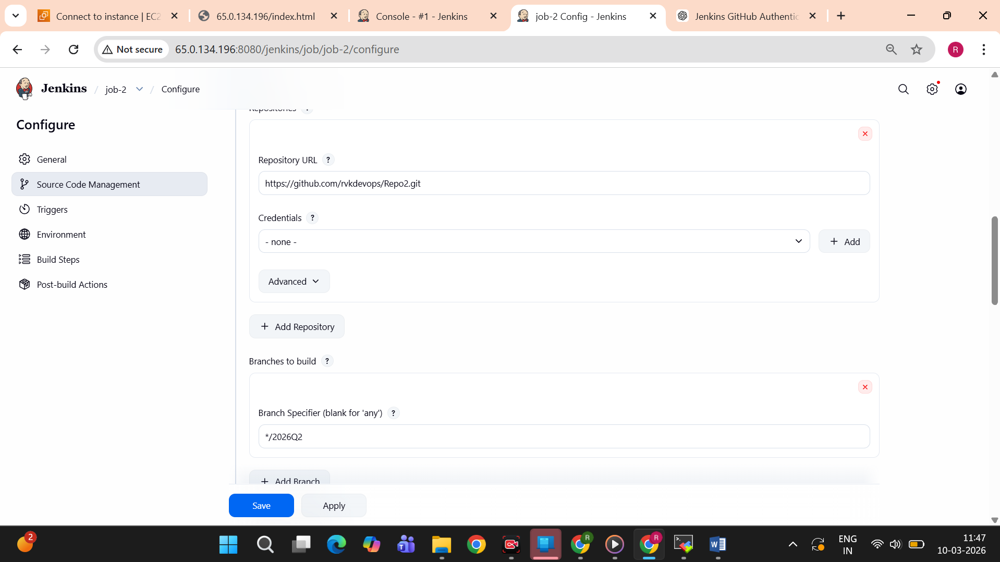 Connect to instance | EC2
65.0.134.196/index.html
Console - #1 - Jenkins
job-2 Config - Jenkins
Jenkins GitHub Authentic
Not secure
65.0.134.196:8080/jenkins/job/job-2/configure
R
Jenkins / job-2 / Configure
Configure
General
Source Code Management
Triggers
Environment
Build Steps
Post-build Actions
Repositories ?
Repository URL ?
https://github.com/rvkdevops/Repo2.git
Credentials ?
- none -
+ Add
Advanced
+ Add Repository
Branches to build ?
Branch Specifier (blank for 'any') ?
*/2026Q2
+ Add Branch
Save
Apply
2
R
R
ENG
IN
11:47
10-03-2026